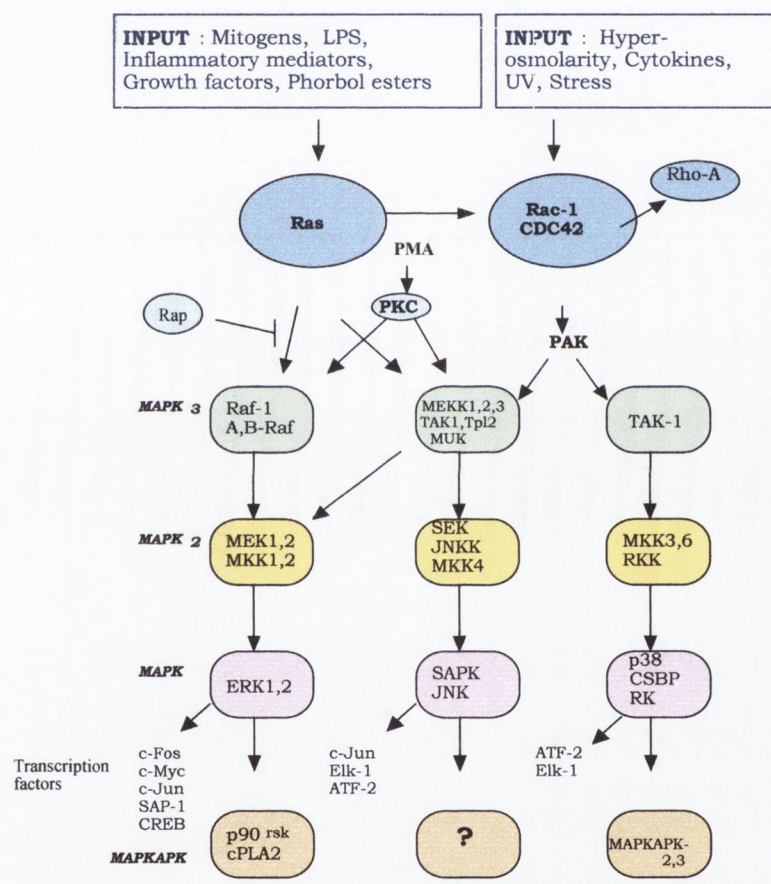 INPUT : Mitogens, LPS,
Inflammatory mediators,
Growth factors, Phorbol esters
INPUT : Hyper-
osmolarity, Cytokines,
UV, Stress
Rho-A
Ras
Rac-1
CDC42
PMA
Rap
PKC
PAK
MAPK 3
Raf-1
A,B-Raf
MEKK1,2,3
TAK1,Tpl2
MUK
TAK-1
MAPK 2
MEK1,2
MKK1,2
SEK
JNKK
MKK4
MKK3,6
RKK
MAPK
ERK1,2
SAPK
JNK
p38
CSBP
RK
Transcription
factors
c-Fos
c-Myc
c-Jun
SAP-1
CREB
c-Jun
Elk-1
ATF-2
ATF-2
Elk-1
MAPKAPK
p90 rsk
cPLA2
?
MAPKAPK-
2,3